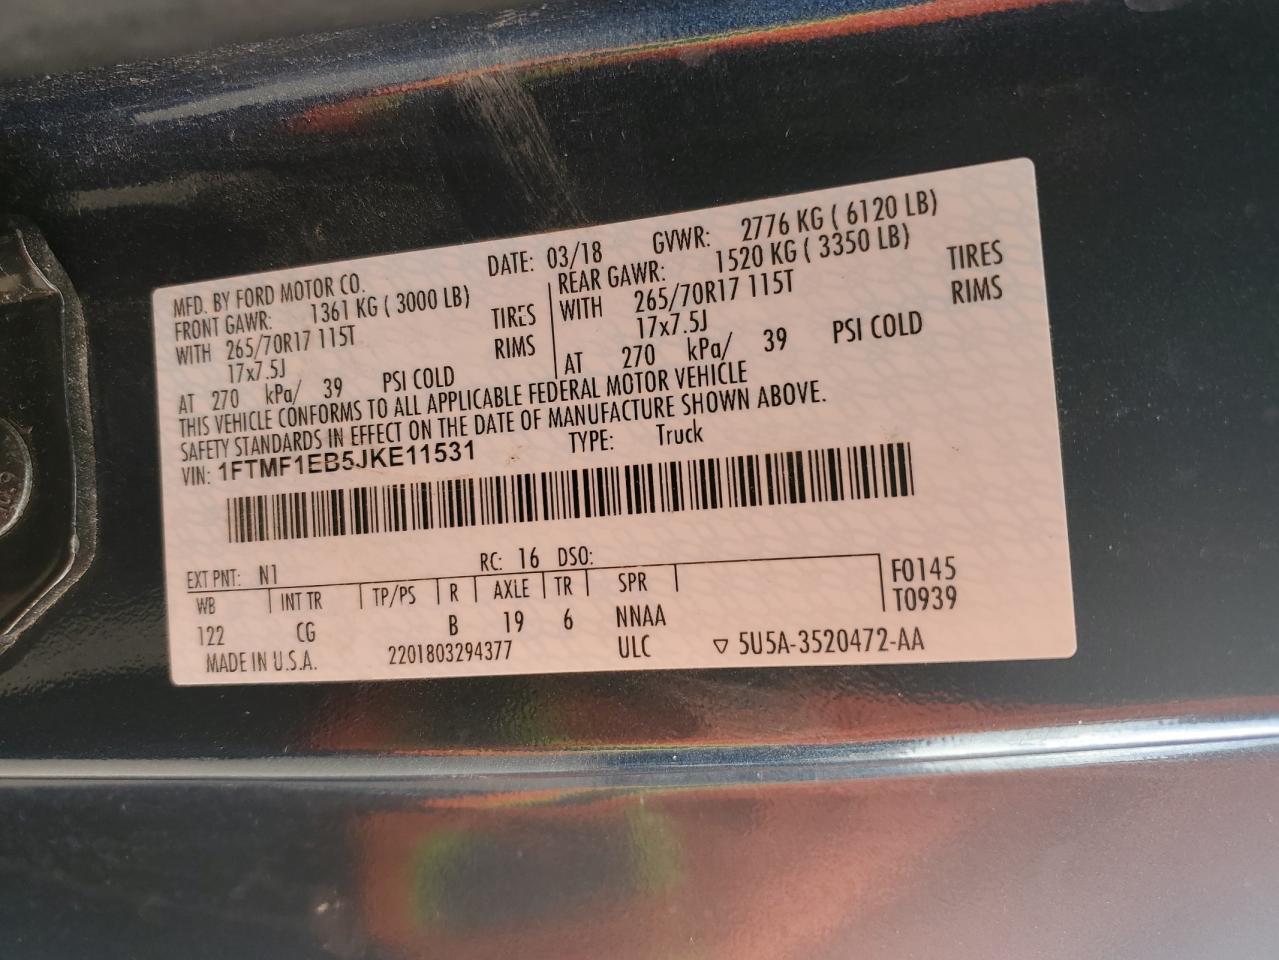 MFD. BY FORD MOTOR CO. DATE: 03/18 GVWR: 2776 KG ( 6120 LB)
FRONT GAWR: 1361 KG ( 3000 LB) REAR GAWR: 1520 KG ( 3350 LB)
WITH 265/70R17 115T TIRES WITH 265/70R17 115T TIRES
17x7.5J RIMS 17x7.5J RIMS
AT 270 kPa/ 39 PSI COLD AT 270 kPa/ 39 PSI COLD
THIS VEHICLE CONFORMS TO ALL APPLICABLE FEDERAL MOTOR VEHICLE
SAFETY STANDARDS IN EFFECT ON THE DATE OF MANUFACTURE SHOWN ABOVE.
VIN: 1FTMF1EB5JKE11531 TYPE: Truck
EXT PNT: N1 RC: 16 DSO:
WB INT TR TP/PS R AXLE TR SPR F0145
122 CG B 19 6 NNAA T0939
MADE IN U.S.A. 2201803294377 ULC ▽ 5U5A-3520472-AA